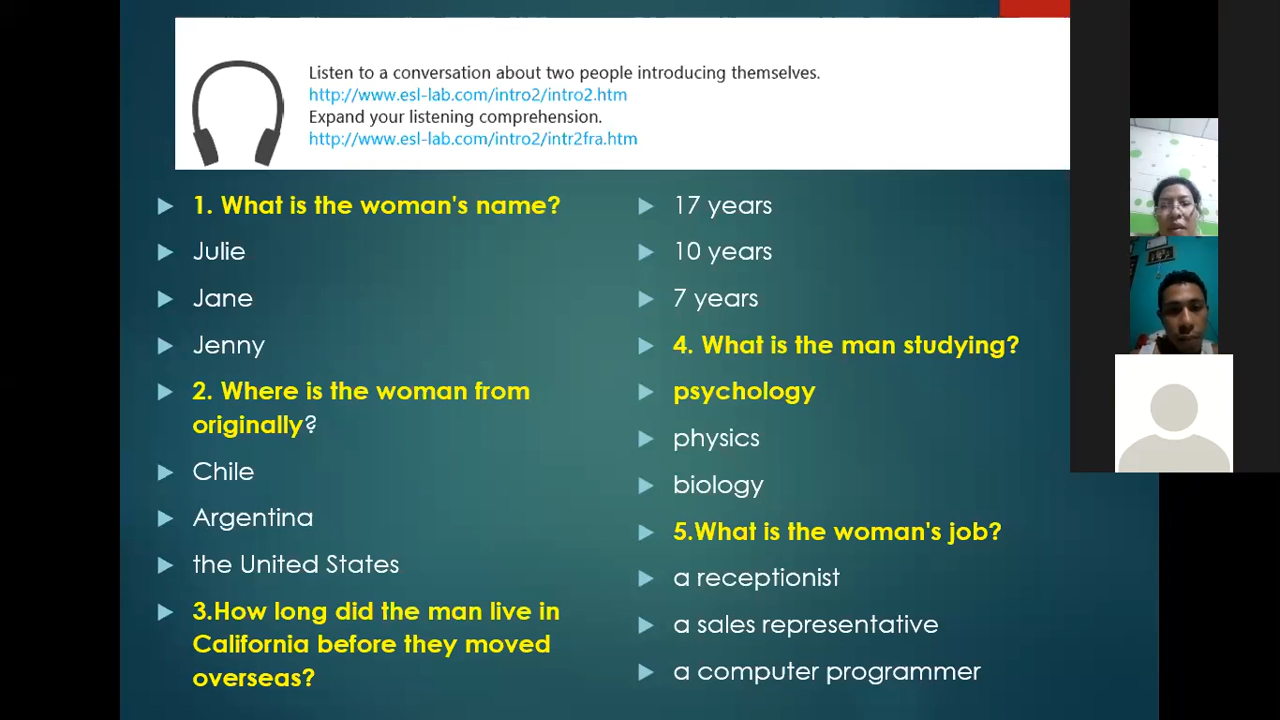 Listen to a conversation about two people introducing themselves.
http://www.esl-lab.com/intro2/intro2.htm
Expand your listening comprehension.
http://www.esl-lab.com/intro2/intr2fra.htm
1. What is the woman's name?
Julie
Jane
Jenny
2. Where is the woman from
originally?
Chile
Argentina
the United States
3.How long did the man live in
California before they moved
overseas?
17 years
10 years
7 years
4. What is the man studying?
psychology
physics
biology
5.What is the woman's job?
a receptionist
a sales representative
a computer programmer